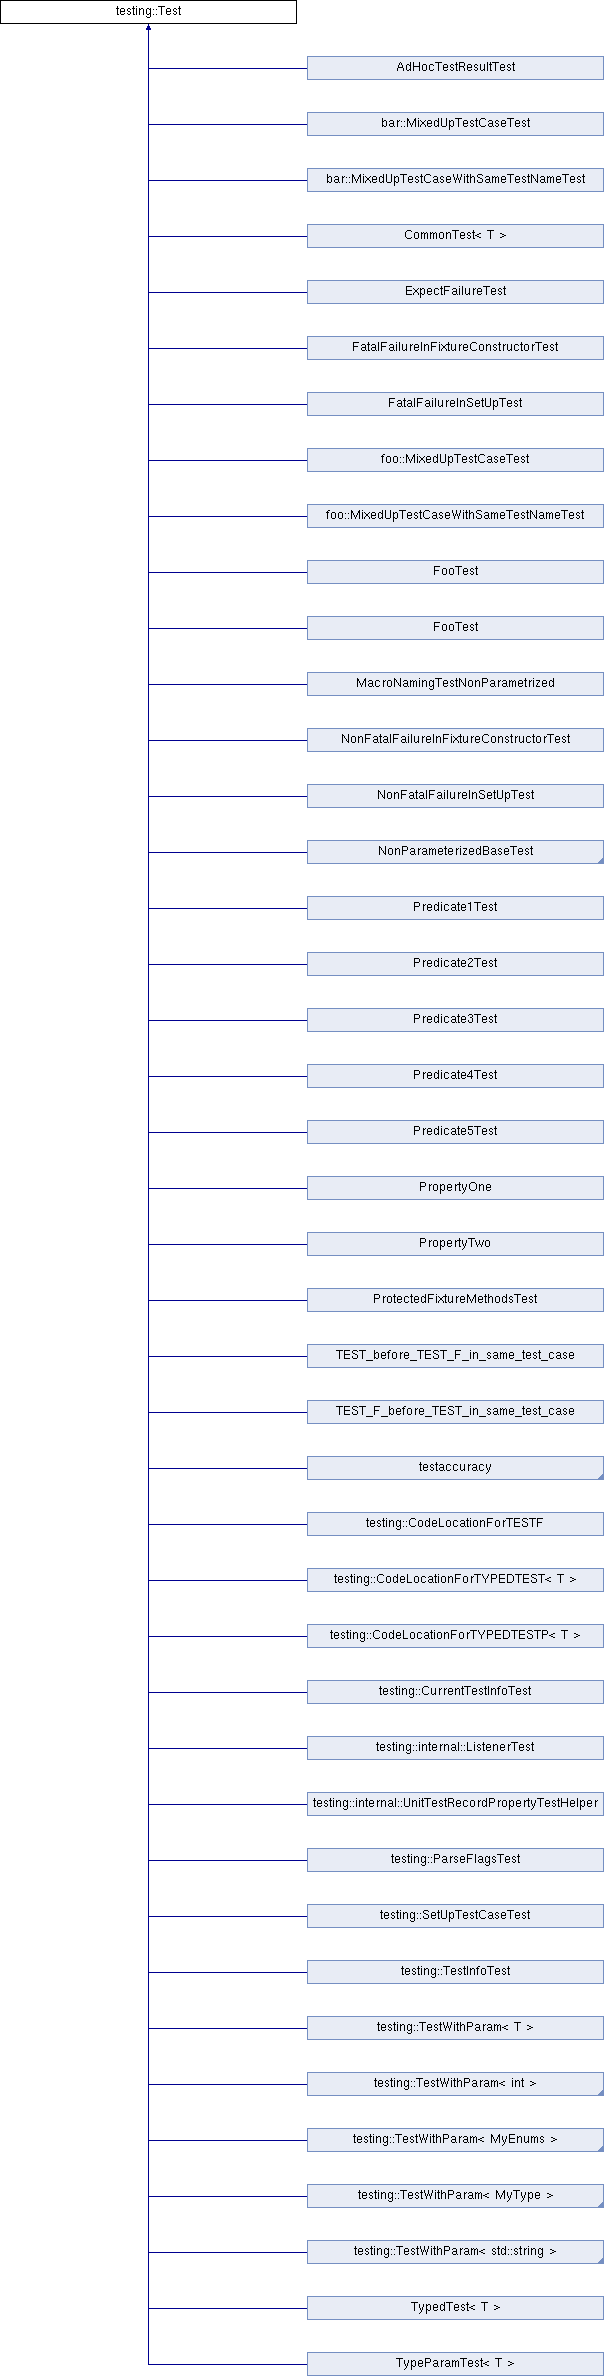 testing::Test
AdHocTestResultTest
bar::MixedUpTestCaseTest
bar::MixedUpTestCaseWithSameTestNameTest
CommonTest< T >
ExpectFailureTest
FatalFailureInFixtureConstructorTest
FatalFailureInSetUpTest
foo::MixedUpTestCaseTest
foo::MixedUpTestCaseWithSameTestNameTest
FooTest
FooTest
MacroNamingTestNonParametrized
NonFatalFailureInFixtureConstructorTest
NonFatalFailureInSetUpTest
NonParameterizedBaseTest
Predicate1Test
Predicate2Test
Predicate3Test
Predicate4Test
Predicate5Test
PropertyOne
PropertyTwo
ProtectedFixtureMethodsTest
TEST_before_TEST_F_in_same_test_case
TEST_F_before_TEST_in_same_test_case
testaccuracy
testing::CodeLocationForTESTF
testing::CodeLocationForTYPEDTEST< T >
testing::CodeLocationForTYPEDTESTP< T >
testing::CurrentTestInfoTest
testing::internal::ListenerTest
testing::internal::UnitTestRecordPropertyTestHelper
testing::ParseFlagsTest
testing::SetUpTestCaseTest
testing::TestInfoTest
testing::TestWithParam< T >
testing::TestWithParam< int >
testing::TestWithParam< MyEnums >
testing::TestWithParam< MyType >
testing::TestWithParam< std::string >
TypedTest< T >
TypeParamTest< T >